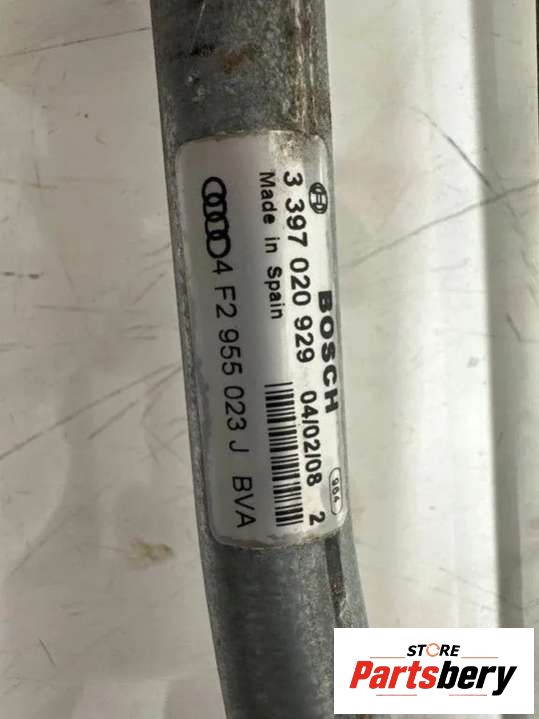 BOSCH
3 397 020 929 04/02/08 2
Made in Spain
964
4 F2 955 023 J BVA
STORE
Partsbery